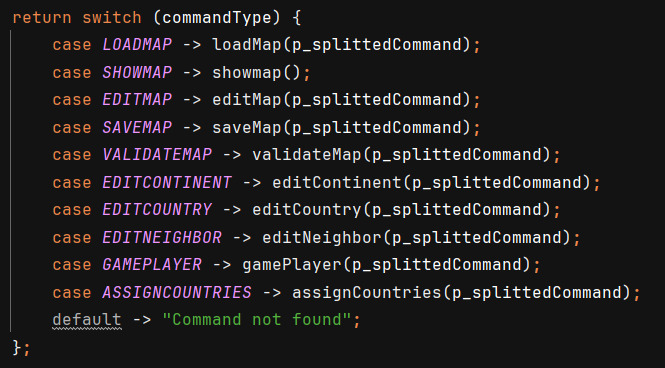 return switch (commandType) {
    case LOADMAP -> loadMap(p_splittedCommand);
    case SHOWMAP -> showmap();
    case EDITMAP -> editMap(p_splittedCommand);
    case SAVEMAP -> saveMap(p_splittedCommand);
    case VALIDATEMAP -> validateMap(p_splittedCommand);
    case EDITCONTINENT -> editContinent(p_splittedCommand);
    case EDITCOUNTRY -> editCountry(p_splittedCommand);
    case EDITNEIGHBOR -> editNeighbor(p_splittedCommand);
    case GAMEPLAYER -> gamePlayer(p_splittedCommand);
    case ASSIGNCOUNTRIES -> assignCountries(p_splittedCommand);
    default -> "Command not found";
};